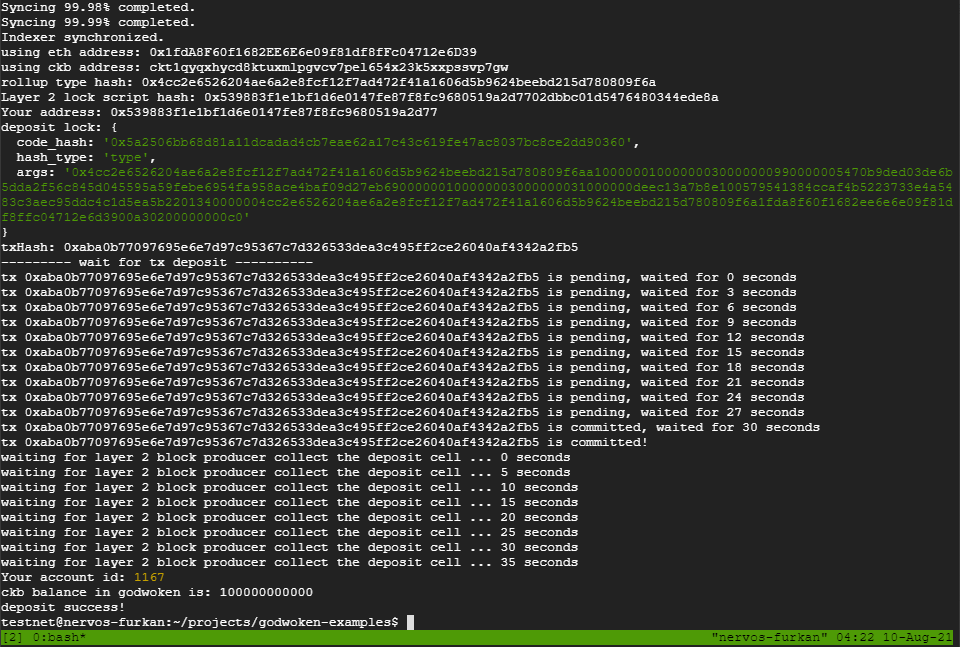 Syncing 99.98% completed.
Syncing 99.99% completed.
Indexer synchronized.
using eth address: 0x1fdA8F60f1682EE6E6e09f81df8fFc04712e6D39
using ckb address: ckt1qyqxhycd8ktuxmlpgvcv7pel654x23k5xxpssvp7gw
rollup type hash: 0x4cc2e6526204ae6a2e8fcf12f7ad472f41a1606d5b9624beebd215d780809f6a
Layer 2 lock script hash: 0x539883f1e1bf1d6e0147fe87f8fc9680519a2d7702dbbc01d5476480344ede8a
Your address: 0x539883f1e1bf1d6e0147fe87f8fc9680519a2d77
deposit lock: {
  code_hash: '0x5a2506bb68d81a11dcadad4cb7eae62a17c43c619fe47ac8037bc8ce2dd90360',
  hash_type: 'type',
  args: '0x4cc2e6526204ae6a2e8fcf12f7ad472f41a1606d5b9624beebd215d780809f6aa10000001000000030000000990000005470b9ded03de6b
5dda2f56c845d045595a59febe6954fa958ace4baf09d27eb69000000010000000300000031000000deec13a7b8e100579541384ccaf4b5223733e4a54
83c3aec95ddc4c1d5ea5b2201340000004cc2e6526204ae6a2e8fcf12f7ad472f41a1606d5b9624beebd215d780809f6a1fda8f60f1682ee6e6e09f81d
f8ffc04712e6d3900a30200000000c0'
}
txHash: 0xaba0b77097695e6e7d97c95367c7d326533dea3c495ff2ce26040af4342a2fb5
--------- wait for tx deposit ----------
tx 0xaba0b77097695e6e7d97c95367c7d326533dea3c495ff2ce26040af4342a2fb5 is pending, waited for 0 seconds
tx 0xaba0b77097695e6e7d97c95367c7d326533dea3c495ff2ce26040af4342a2fb5 is pending, waited for 3 seconds
tx 0xaba0b77097695e6e7d97c95367c7d326533dea3c495ff2ce26040af4342a2fb5 is pending, waited for 6 seconds
tx 0xaba0b77097695e6e7d97c95367c7d326533dea3c495ff2ce26040af4342a2fb5 is pending, waited for 9 seconds
tx 0xaba0b77097695e6e7d97c95367c7d326533dea3c495ff2ce26040af4342a2fb5 is pending, waited for 12 seconds
tx 0xaba0b77097695e6e7d97c95367c7d326533dea3c495ff2ce26040af4342a2fb5 is pending, waited for 15 seconds
tx 0xaba0b77097695e6e7d97c95367c7d326533dea3c495ff2ce26040af4342a2fb5 is pending, waited for 18 seconds
tx 0xaba0b77097695e6e7d97c95367c7d326533dea3c495ff2ce26040af4342a2fb5 is pending, waited for 21 seconds
tx 0xaba0b77097695e6e7d97c95367c7d326533dea3c495ff2ce26040af4342a2fb5 is pending, waited for 24 seconds
tx 0xaba0b77097695e6e7d97c95367c7d326533dea3c495ff2ce26040af4342a2fb5 is pending, waited for 27 seconds
tx 0xaba0b77097695e6e7d97c95367c7d326533dea3c495ff2ce26040af4342a2fb5 is committed, waited for 30 seconds
tx 0xaba0b77097695e6e7d97c95367c7d326533dea3c495ff2ce26040af4342a2fb5 is committed!
waiting for layer 2 block producer collect the deposit cell ... 0 seconds
waiting for layer 2 block producer collect the deposit cell ... 5 seconds
waiting for layer 2 block producer collect the deposit cell ... 10 seconds
waiting for layer 2 block producer collect the deposit cell ... 15 seconds
waiting for layer 2 block producer collect the deposit cell ... 20 seconds
waiting for layer 2 block producer collect the deposit cell ... 25 seconds
waiting for layer 2 block producer collect the deposit cell ... 30 seconds
waiting for layer 2 block producer collect the deposit cell ... 35 seconds
Your account id: 1167
ckb balance in godwoken is: 100000000000
deposit success!
testnet@nervos-furkan:~/projects/godwoken-examples$
[2] 0:bash* "nervos-furkan" 04:22 10-Aug-21